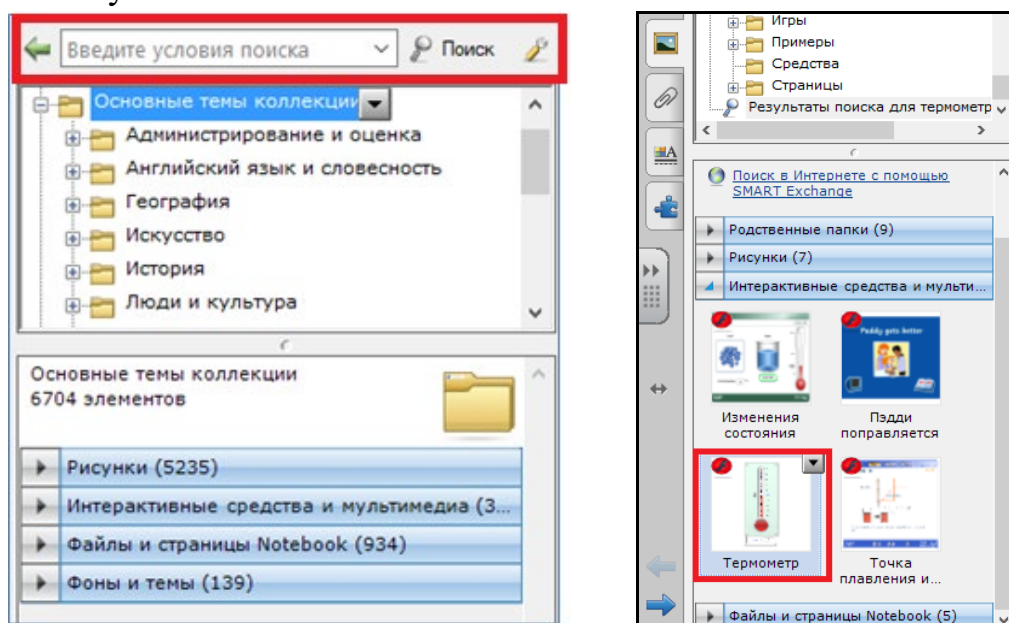 Введите условия поиска
Поиск
Основные темы коллекции
Администрирование и оценка
Английский язык и словесность
География
Искусство
История
Люди и культура
Основные темы коллекции
6704 элементов
Рисунки (5235)
Интерактивные средства и мультимедиа (3...
Файлы и страницы Notebook (934)
Фоны и темы (139)
Игры
Примеры
Средства
Страницы
Результаты поиска для термометр
Поиск в Интернете с помощью
SMART Exchange
Родственные папки (9)
Рисунки (7)
Интерактивные средства и мульти...
Paddy gets better
Изменения
состояния
Пэдди
поправляется
Термометр
Точка
плавления и...
Файлы и страницы Notebook (5)